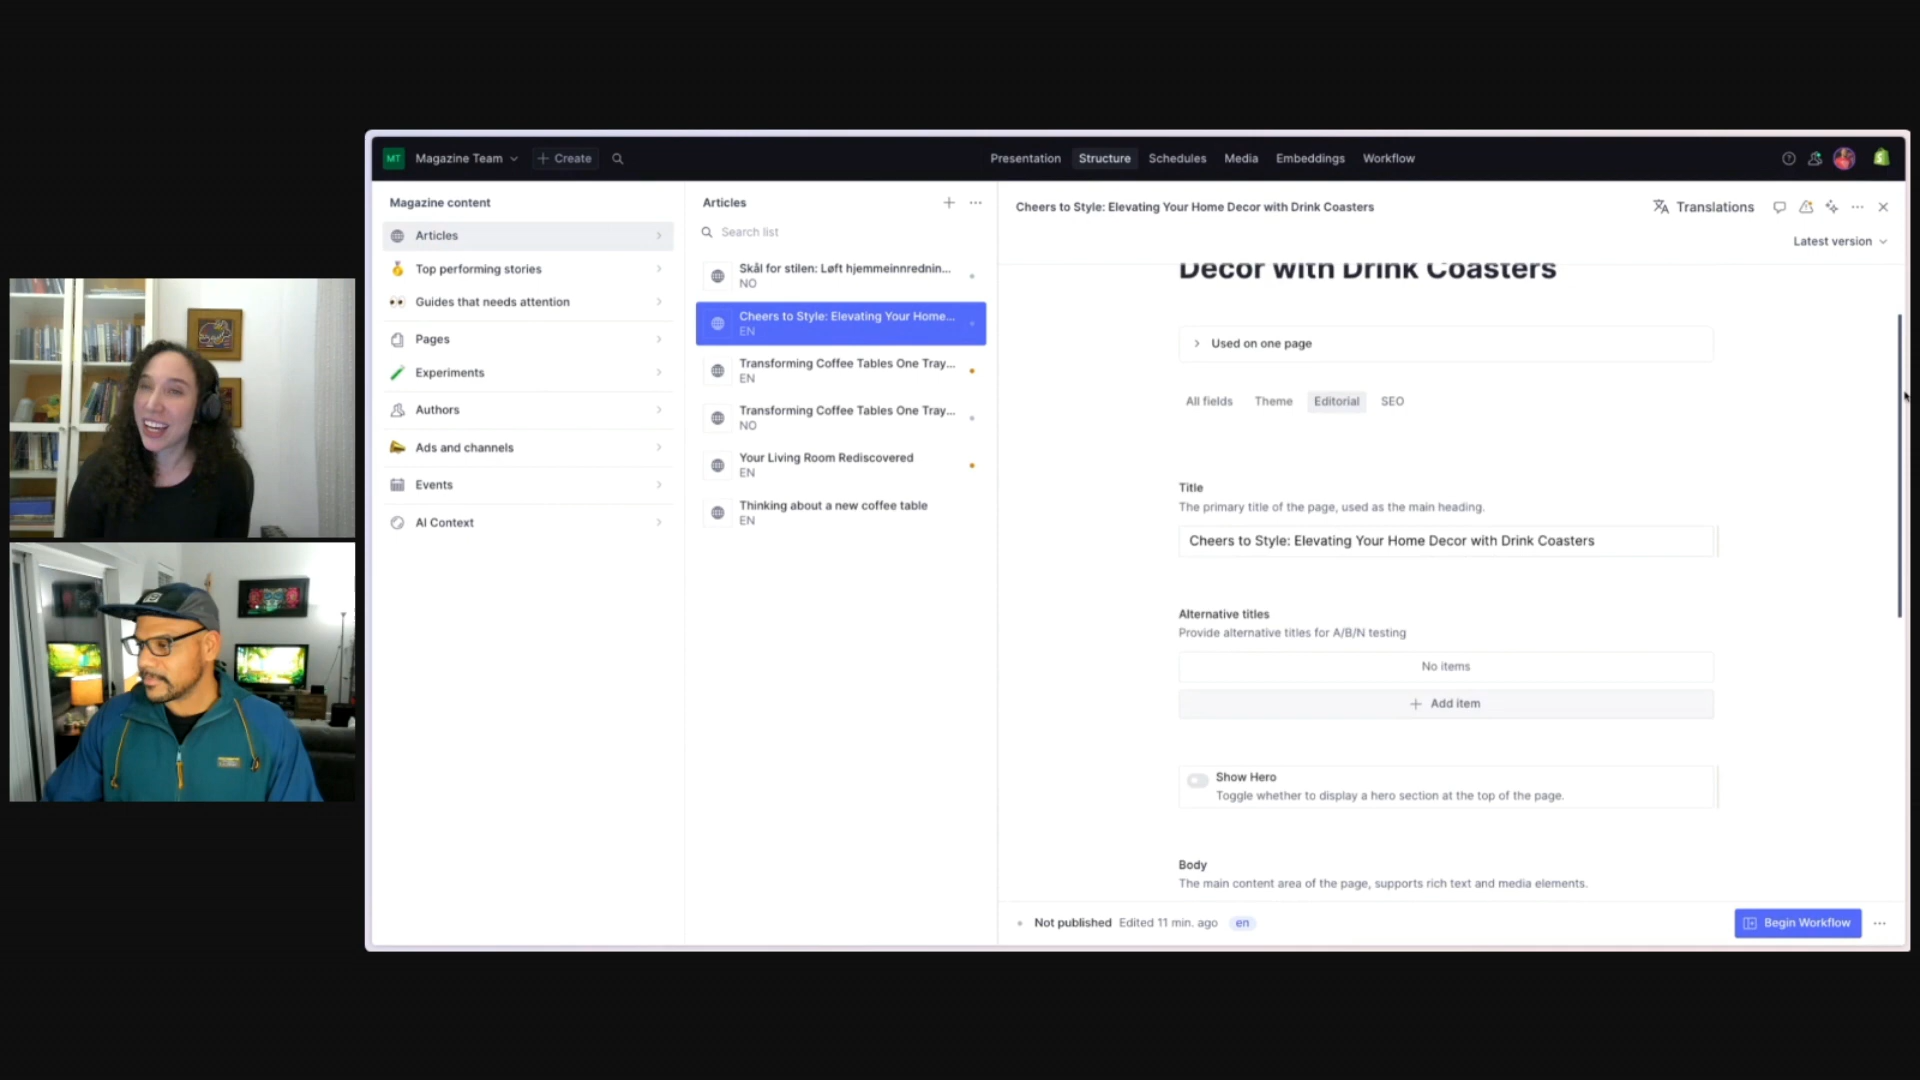 MT Magazine Team Create
Presentation Structure Schedules Media Embeddings Workflow
Magazine content
Articles
Top performing stories
Guides that needs attention
Pages
Experiments
Authors
Ads and channels
Events
AI Context
Articles
Search list
Skål for stilen: Løft hjemmeinnrednin...
NO
Cheers to Style: Elevating Your Home...
EN
Transforming Coffee Tables One Tray...
EN
Transforming Coffee Tables One Tray...
NO
Your Living Room Rediscovered
EN
Thinking about a new coffee table
EN
Cheers to Style: Elevating Your Home Decor with Drink Coasters
Translations
Latest version
Decor with Drink Coasters
Used on one page
All fields Theme Editorial SEO
Title
The primary title of the page, used as the main heading.
Cheers to Style: Elevating Your Home Decor with Drink Coasters
Alternative titles
Provide alternative titles for A/B/N testing
No items
Add item
Show Hero
Toggle whether to display a hero section at the top of the page.
Body
The main content area of the page, supports rich text and media elements.
Not published Edited 11 min. ago en
Begin Workflow